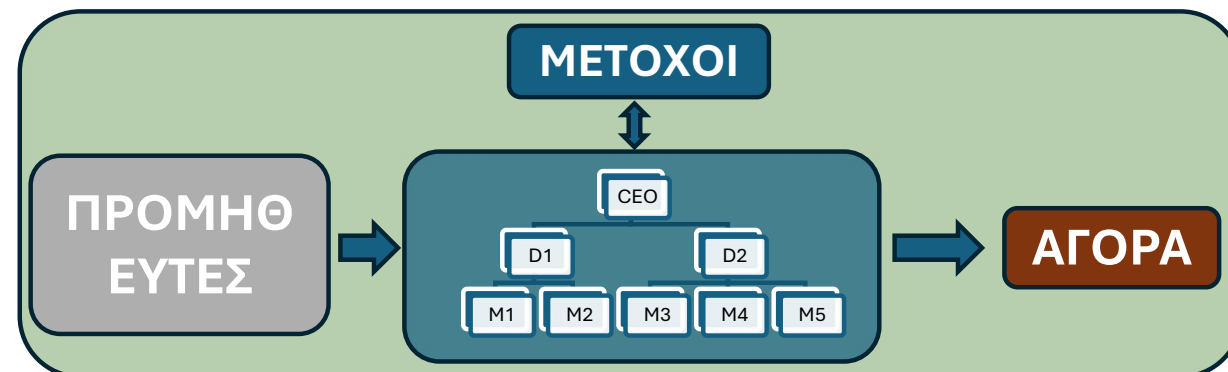 ΜΕΤΟΧΟΙ
ΠΡΟΜΗΘ
ΕΥΤΕΣ
CEO
D1 D2
M1 M2 M3 M4 M5
ΑΓΟΡΑ